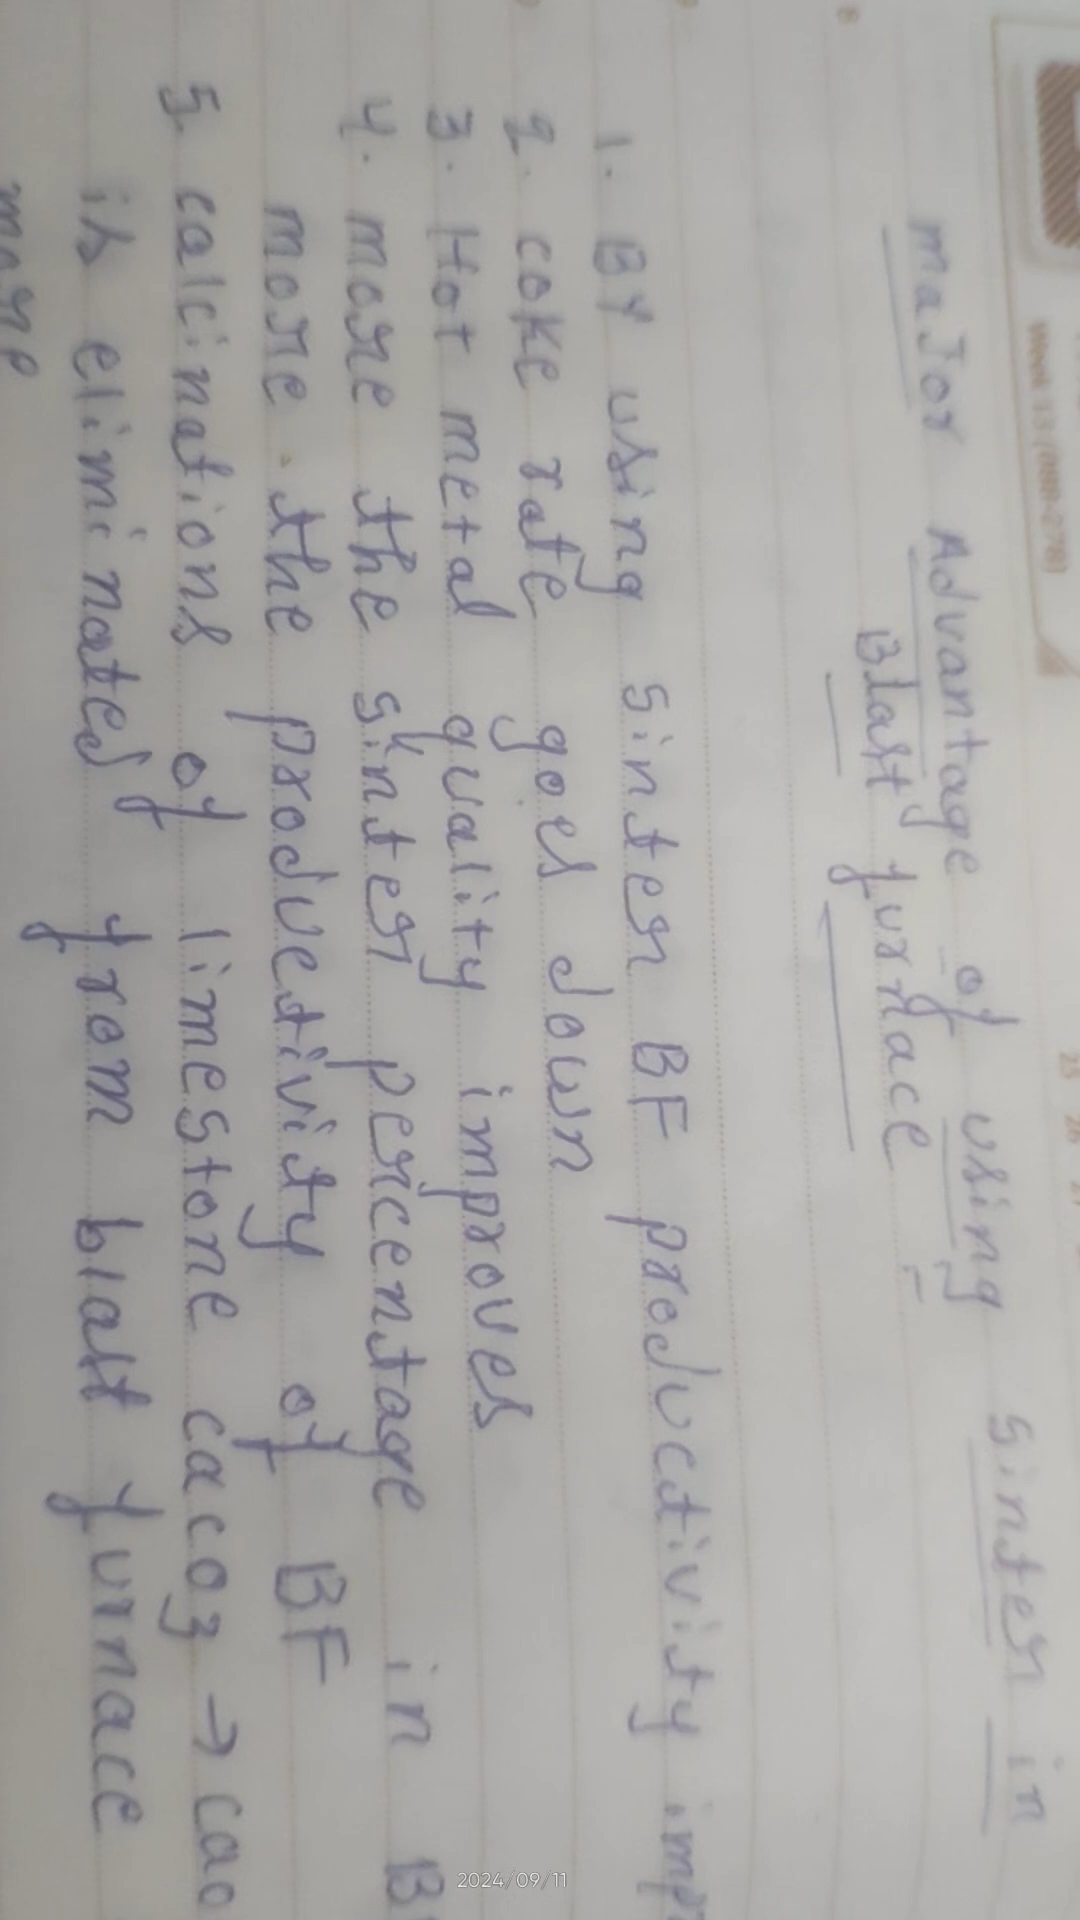 major Advantage of using sinter in
Blast furnace -
1. BY using sinter BF productivity imp
2. coke rate goes down
3. Hot metal quality improves
4. more the sinter percentage in B
more the productivity of BF
5. calcinations of limestone caco3 → cao
is eliminated from blast furnace
more
2024/09/11